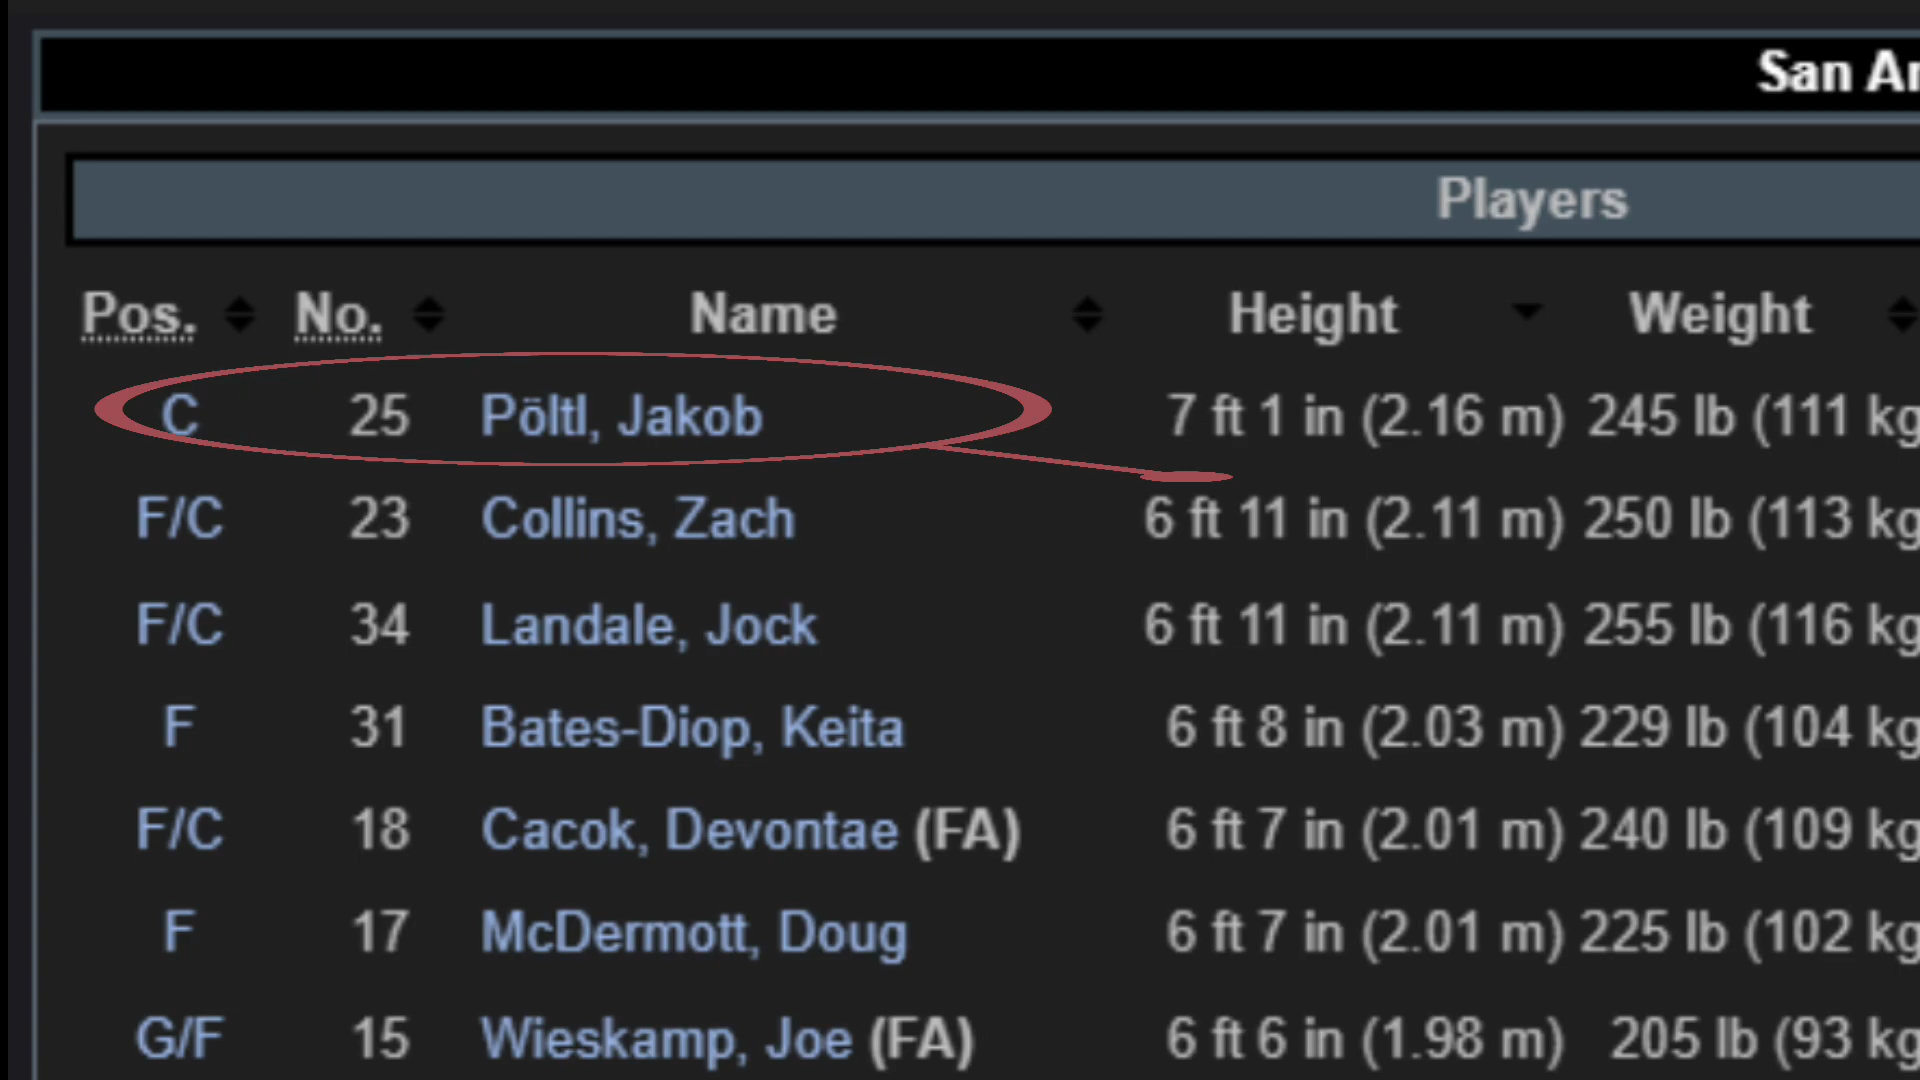 San
Players
Pos. No. Name Height Weight
C 25 Pöltl, Jakob 7 ft 1 in (2.16 m) 245 lb (111 kg
F/C 23 Collins, Zach 6 ft 11 in (2.11 m) 250 lb (113 kg
F/C 34 Landale, Jock 6 ft 11 in (2.11 m) 255 lb (116 kg
F 31 Bates-Diop, Keita 6 ft 8 in (2.03 m) 229 lb (104 kg
F/C 18 Cacok, Devontae (FA) 6 ft 7 in (2.01 m) 240 lb (109 kg
F 17 McDermott, Doug 6 ft 7 in (2.01 m) 225 lb (102 kg
G/F 15 Wieskamp, Joe (FA) 6 ft 6 in (1.98 m) 205 lb (93 kg